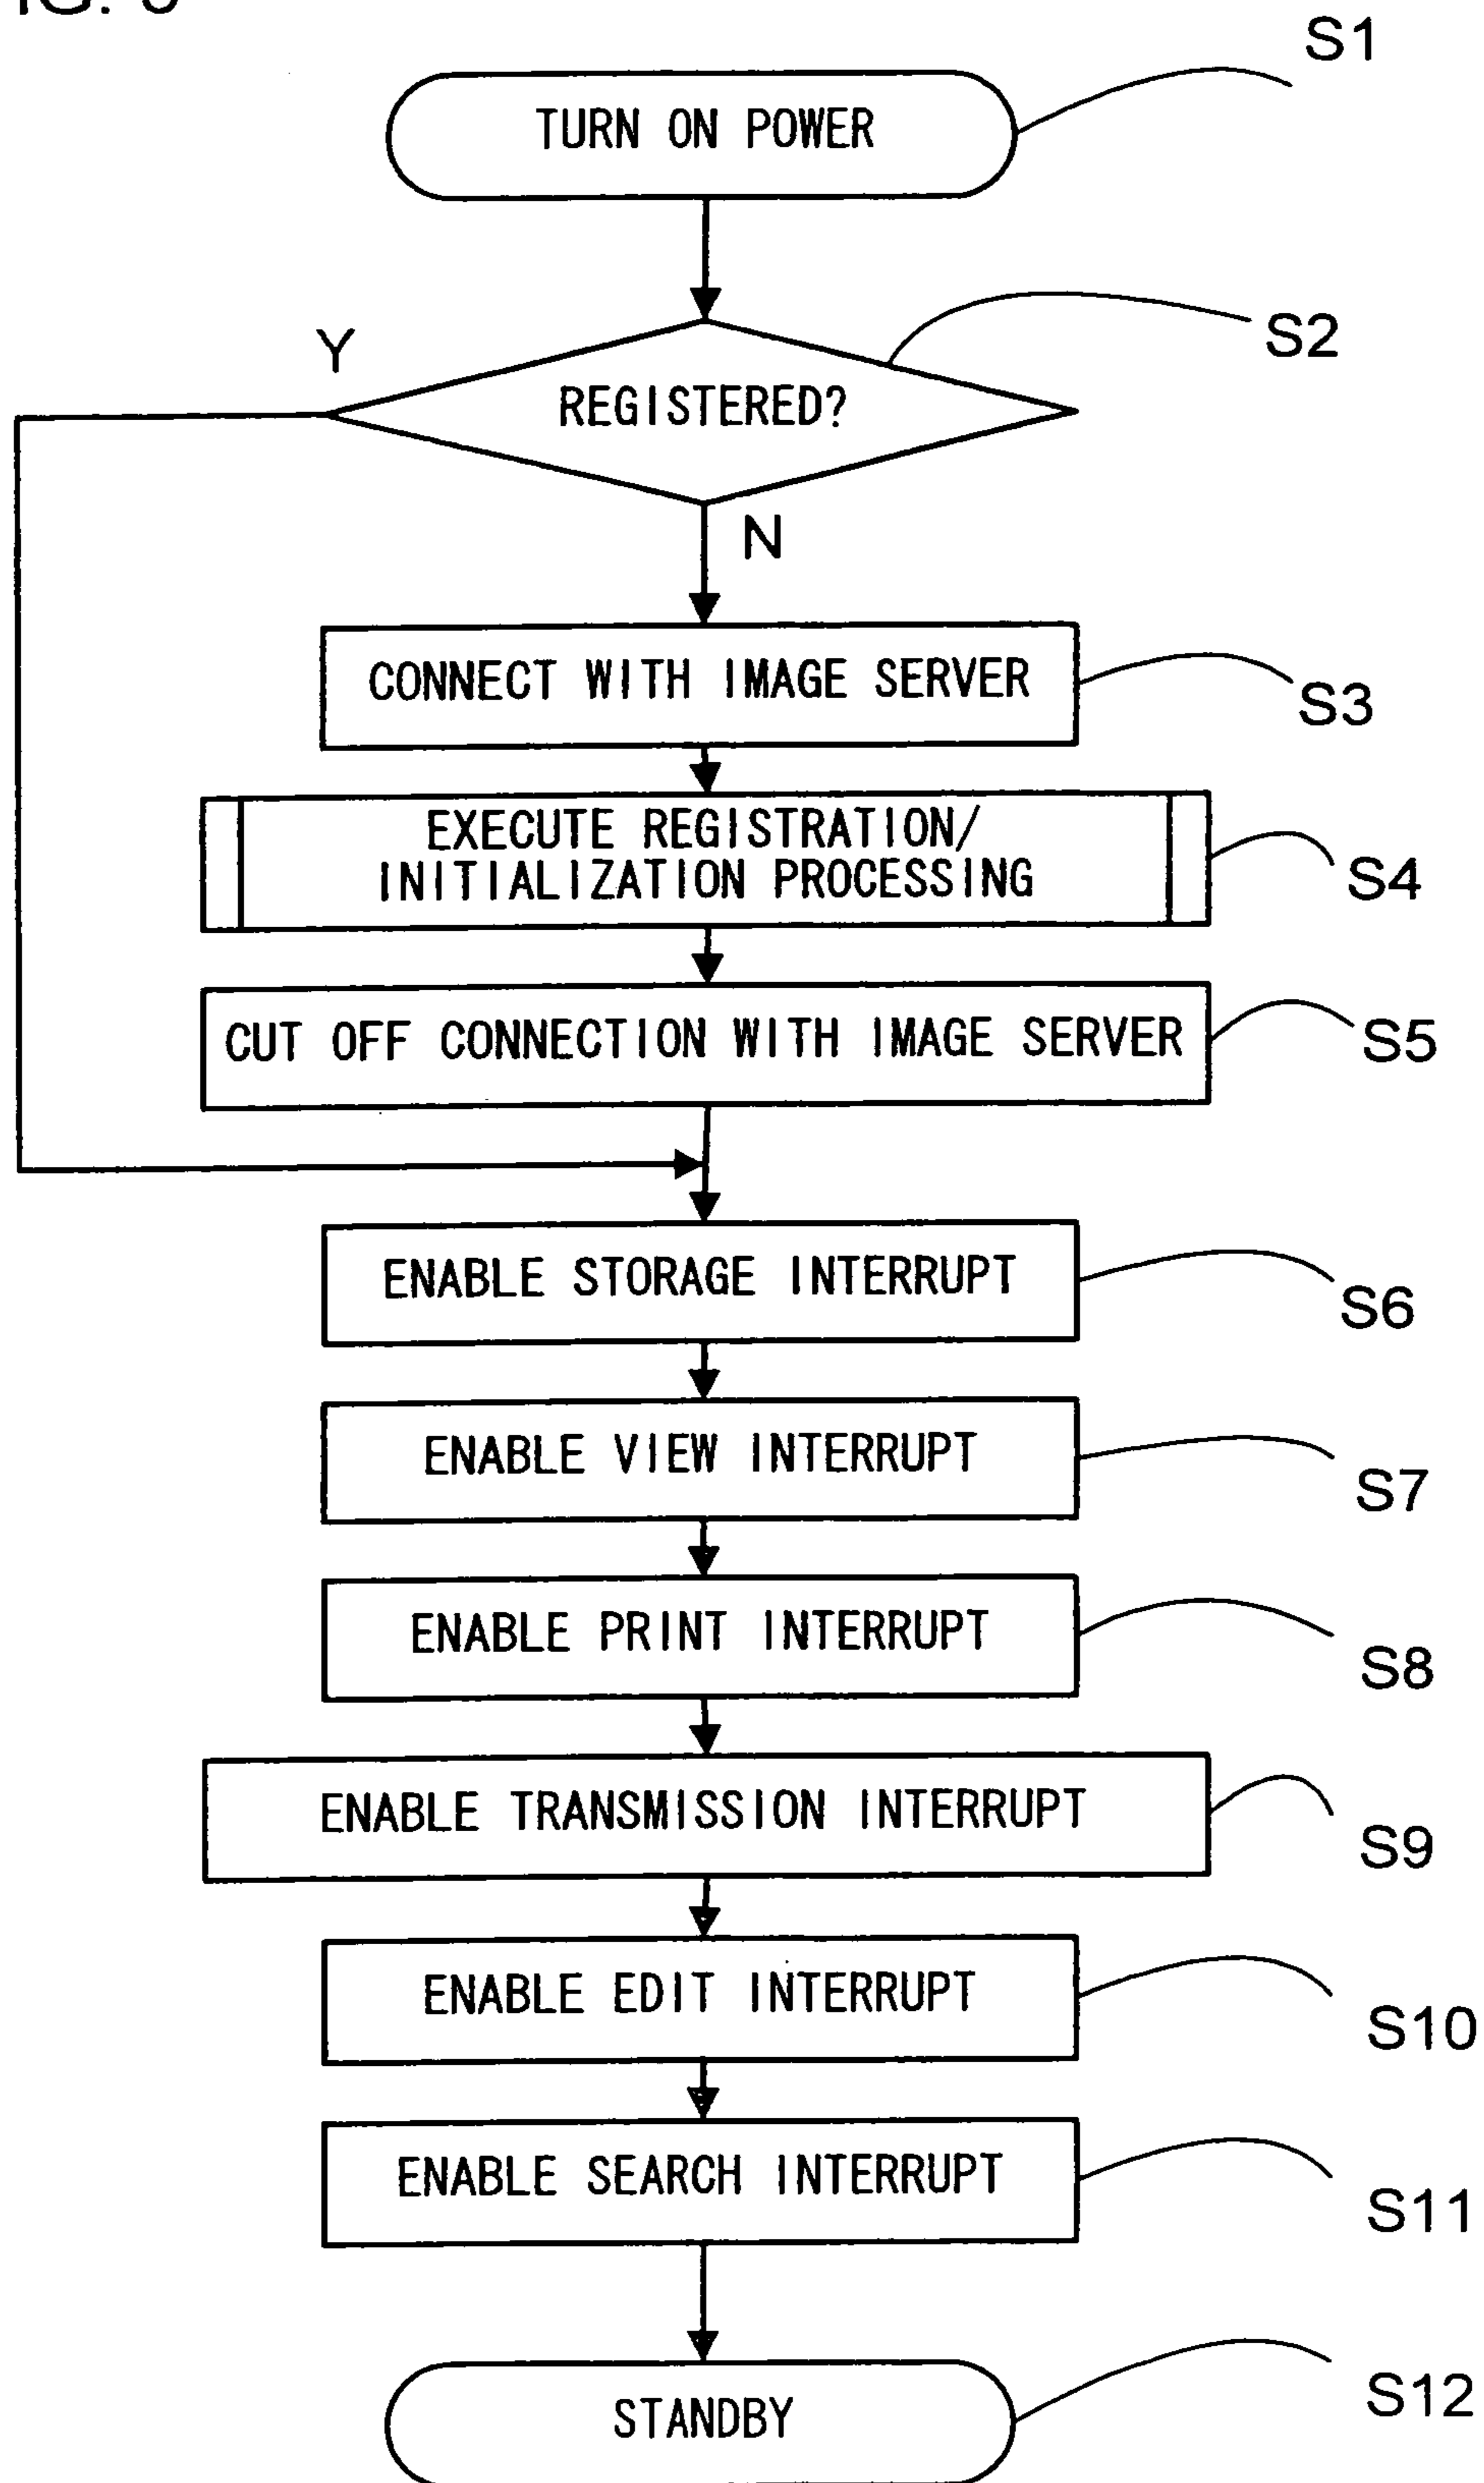 S1
TURN ON POWER
S2
Y
REGISTERED?
N
CONNECT WITH IMAGE SERVER
S3
EXECUTE REGISTRATION/
INITIALIZATION PROCESSING
S4
CUT OFF CONNECTION WITH IMAGE SERVER
S5
ENABLE STORAGE INTERRUPT
S6
ENABLE VIEW INTERRUPT
S7
ENABLE PRINT INTERRUPT
S8
ENABLE TRANSMISSION INTERRUPT
S9
ENABLE EDIT INTERRUPT
S10
ENABLE SEARCH INTERRUPT
S11
STANDBY
S12